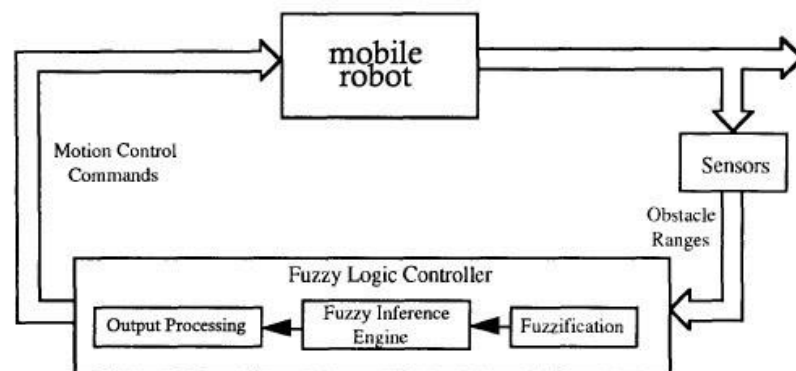 mobile
robot
Motion Control
Commands
Sensors
Obstacle
Ranges
Fuzzy Logic Controller
Output Processing
Fuzzy Inference
Engine
Fuzzification